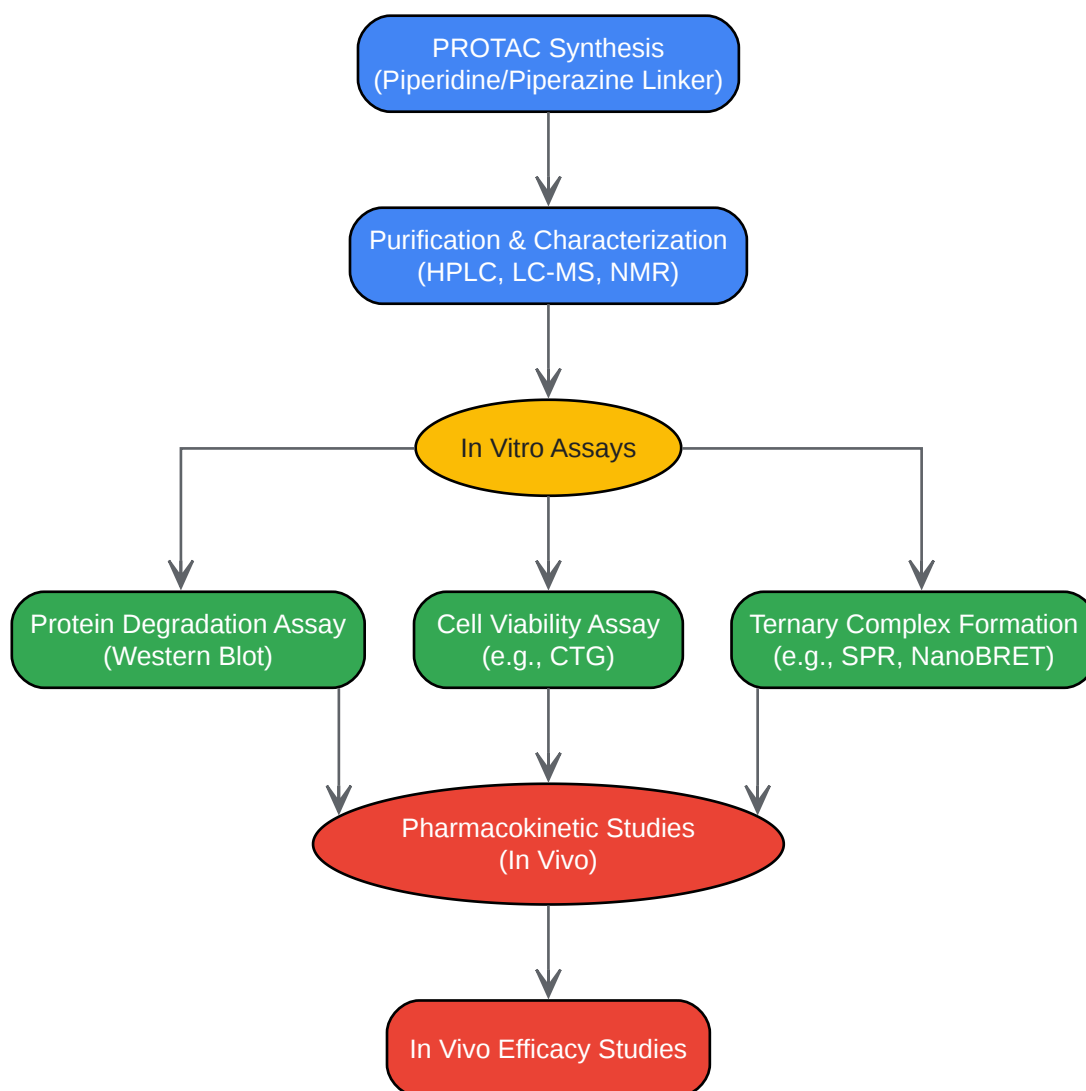 PROTAC Synthesis
(Piperidine/Piperazine Linker)
Purification & Characterization
(HPLC, LC-MS, NMR)
In Vitro Assays
Protein Degradation Assay
(Western Blot)
Cell Viability Assay
(e.g., CTG)
Ternary Complex Formation
(e.g., SPR, NanoBRET)
Pharmacokinetic Studies
(In Vivo)
In Vivo Efficacy Studies